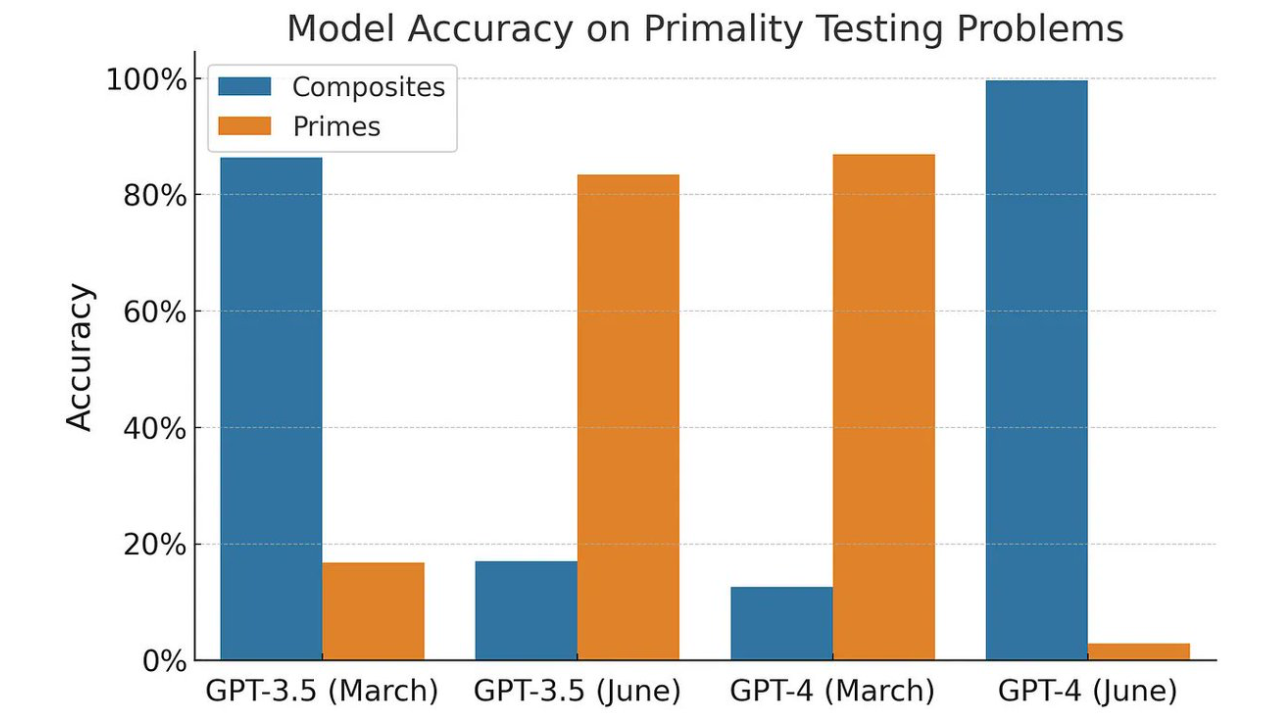 Model Accuracy on Primality Testing Problems
100%
80%
60%
40%
20%
0%
Accuracy
Composites
Primes
GPT-3.5 (March)
GPT-3.5 (June)
GPT-4 (March)
GPT-4 (June)